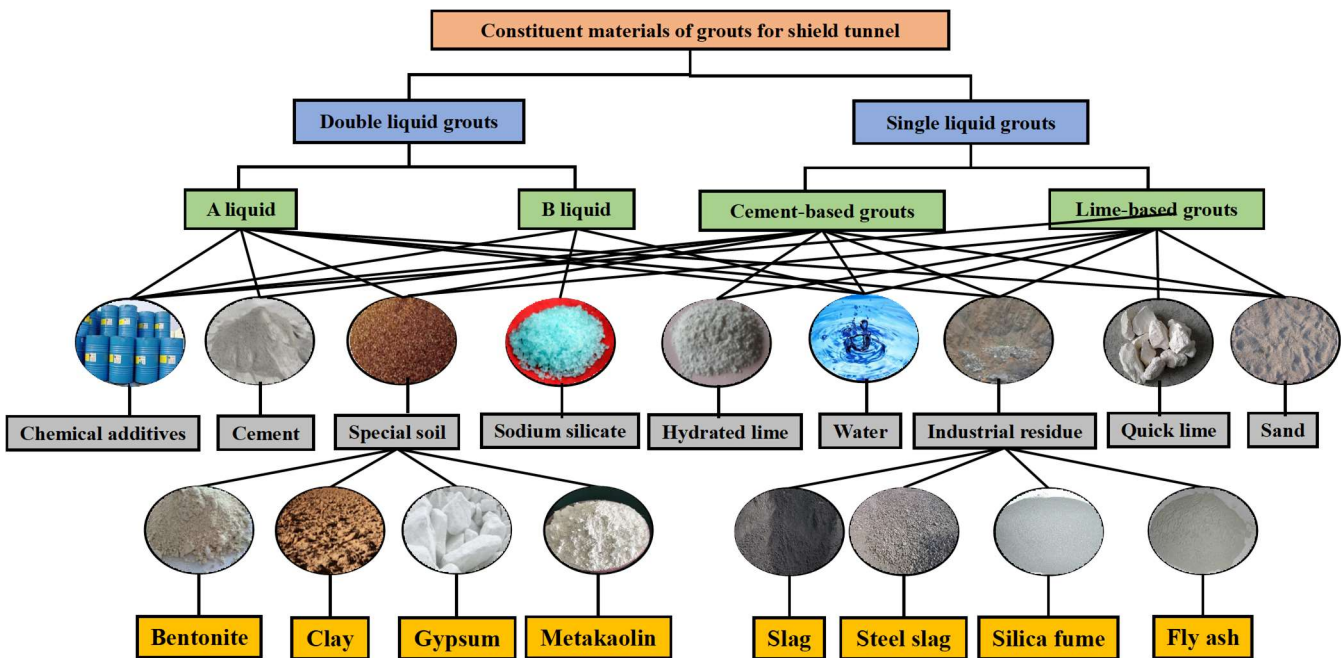 Constituent materials of grouts for shield tunnel
Double liquid grouts
Single liquid grouts
A liquid
B liquid
Cement-based grouts
Lime-based grouts
Chemical additives
Cement
Special soil
Sodium silicate
Hydrated lime
Water
Industrial residue
Quick lime
Sand
Bentonite
Clay
Gypsum
Metakaolin
Slag
Steel slag
Silica fume
Fly ash